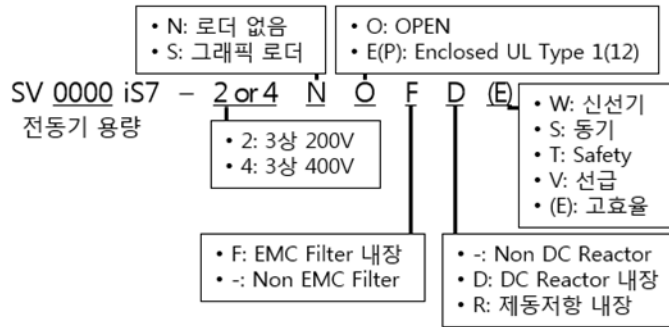 • N: 로더 없음
• S: 그래픽 로더
• O: OPEN
• E(P): Enclosed UL Type 1(12)
SV 0000 iS7 - 2 or 4 N O F D (E)
전동기 용량
• 2: 3상 200V
• 4: 3상 400V
• W: 신선기
• S: 동기
• T: Safety
• V: 선급
• (E): 고효율
• F: EMC Filter 내장
• -: Non EMC Filter
• -: Non DC Reactor
• D: DC Reactor 내장
• R: 제동저항 내장